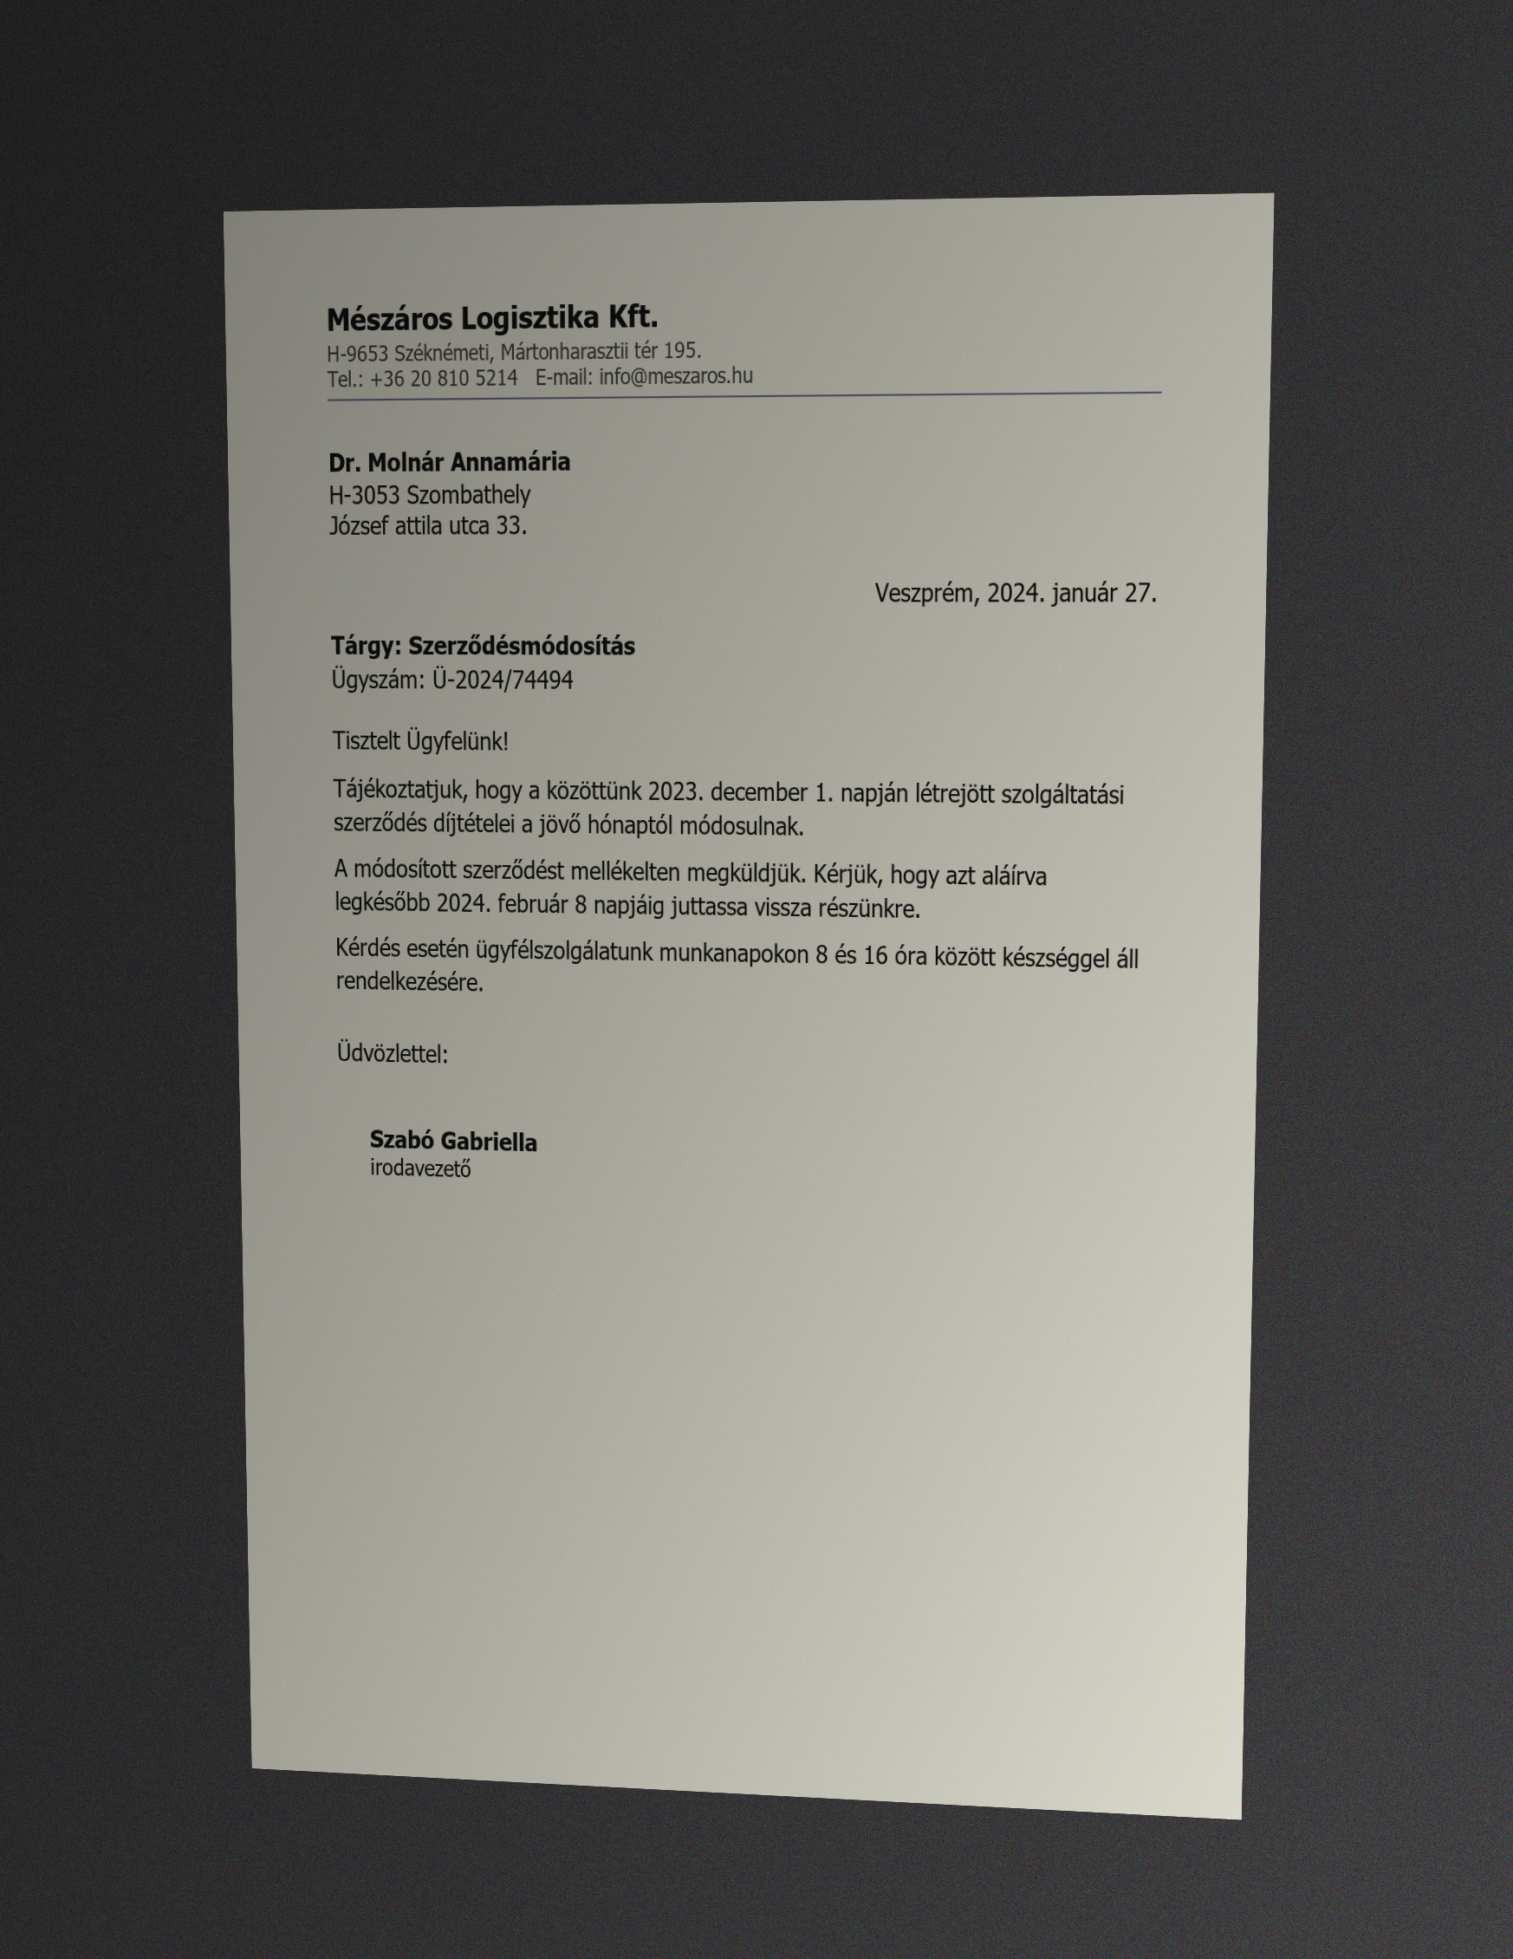 Mészáros Logisztika Kft.
H-9653 Széknémeti, Mártonharasztii tér 195.
Tel.: +36 20 810 5214 E-mail: info@meszaros.hu
Dr. Molnár Annamária
H-3053 Szombathely
József attila utca 33.
Veszprém, 2024. január 27.
Tárgy: Szerződésmódosítás
Ügyszám: Ü-2024/74494
Tisztelt Ügyfelünk!
Tájékoztatjuk, hogy a közöttünk 2023. december 1. napján létrejött szolgáltatási
szerződés díjtételei a jövő hónaptól módosulnak.
A módosított szerződést mellékelten megküldjük. Kérjük, hogy azt aláírva
legkésőbb 2024. február 8 napjáig juttassa vissza részünkre.
Kérdés esetén ügyfélszolgálatunk munkanapokon 8 és 16 óra között készséggel áll
rendelkezésére.
Üdvözlettel:
Szabó Gabriella
irodavezető